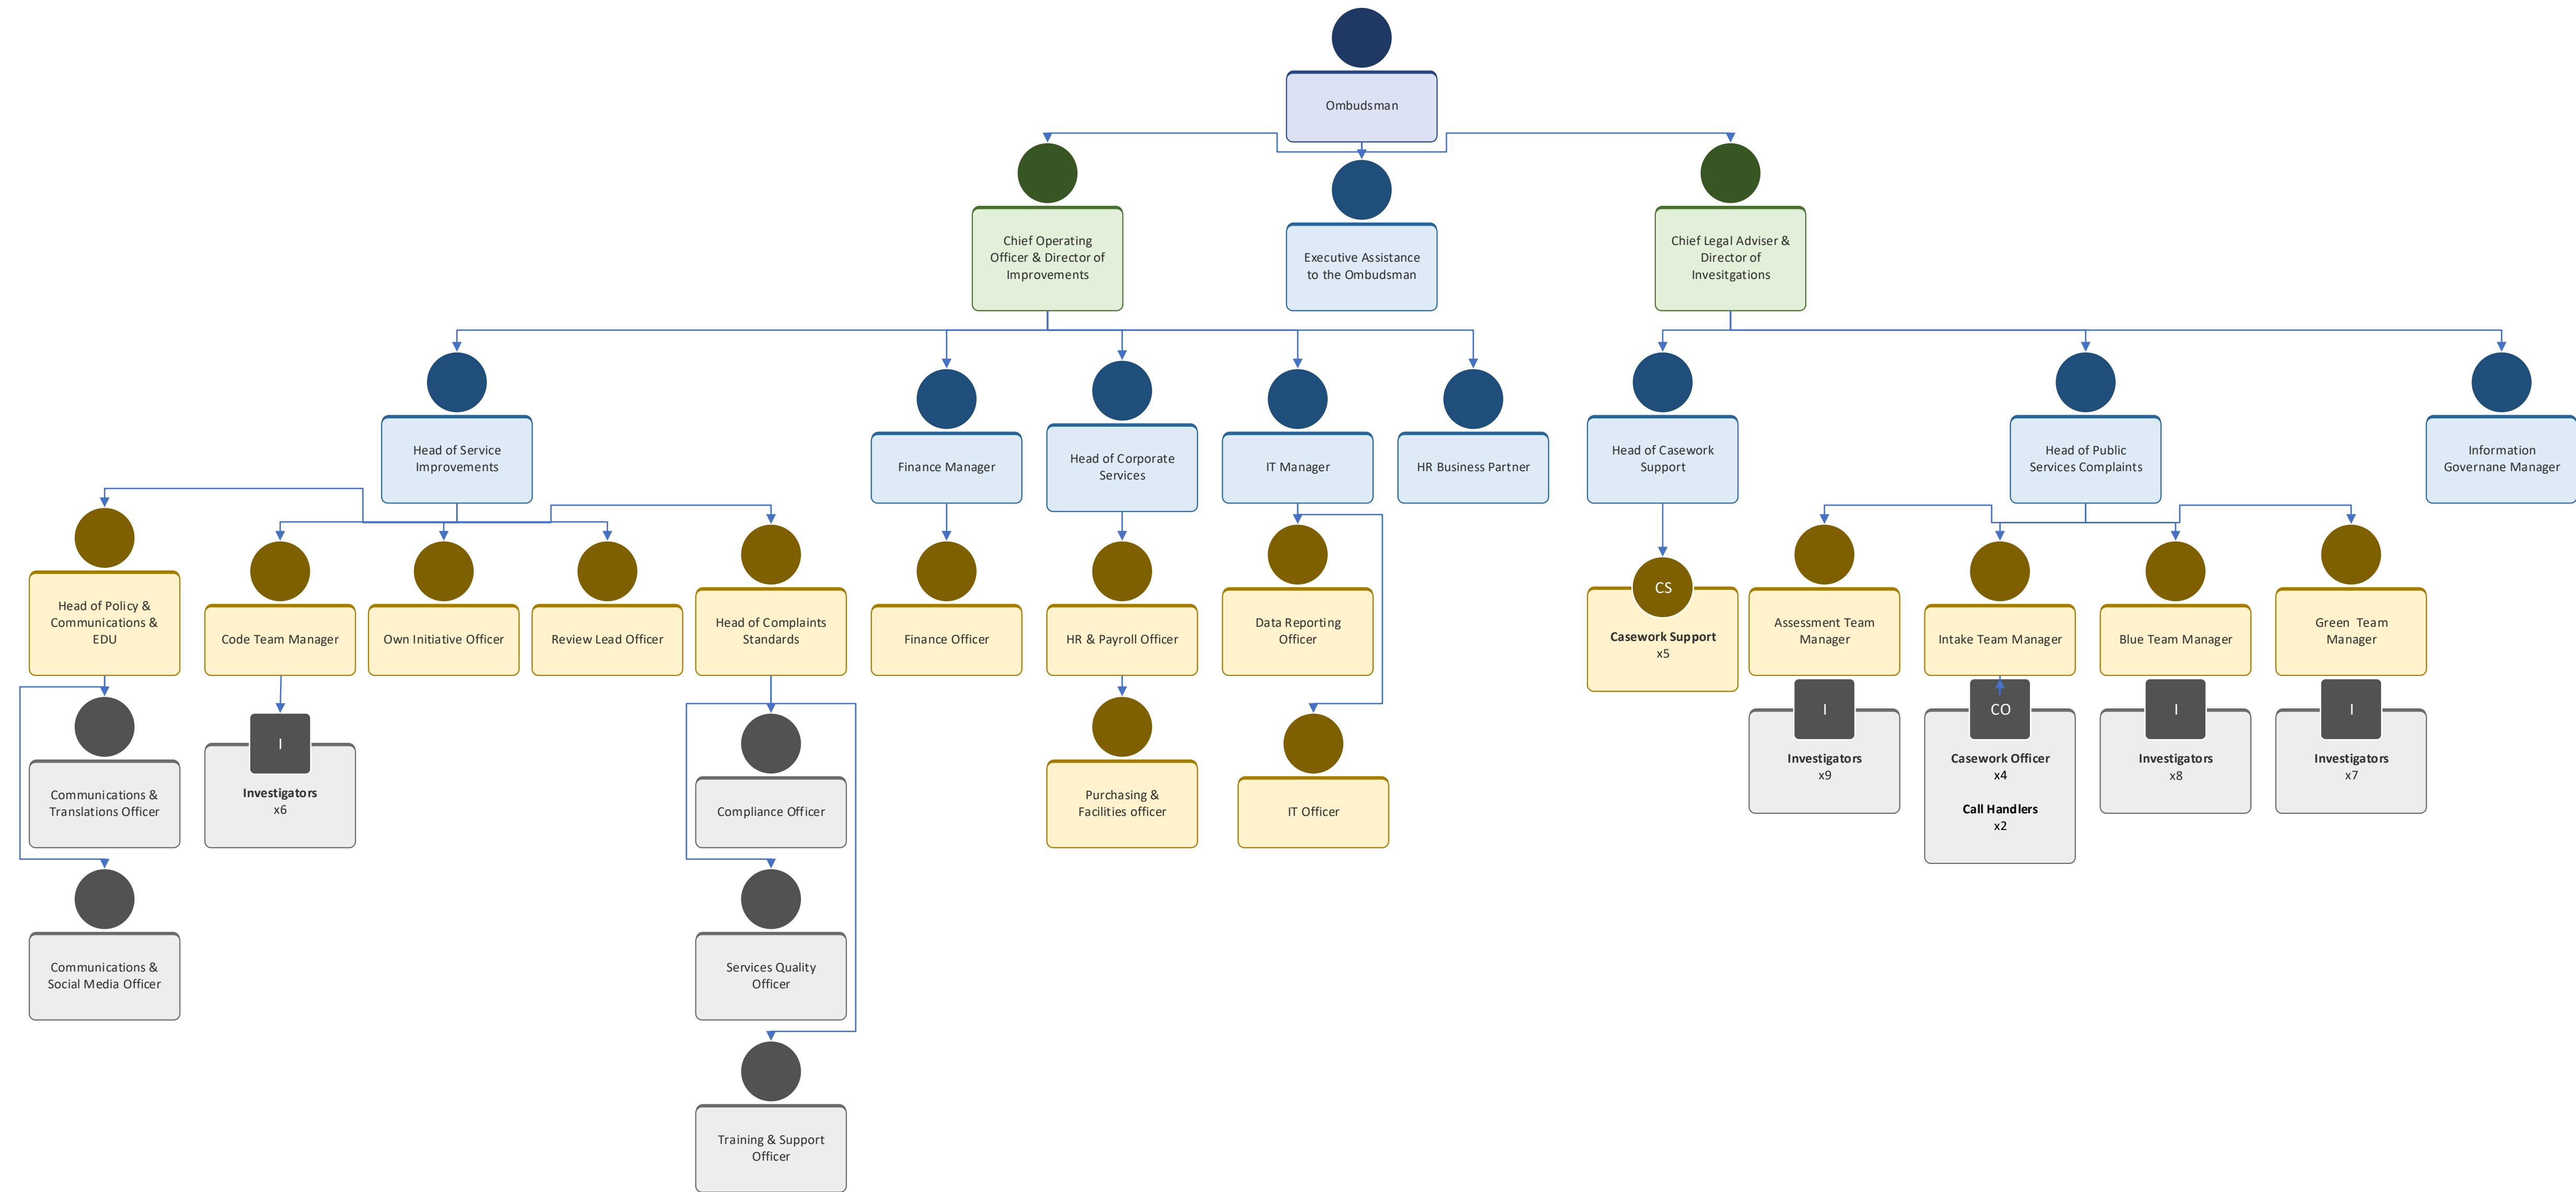 Ombudsman
Chief Operating
Officer & Director of
Improvements
Executive Assistance
to the Ombudsman
Chief Legal Adviser &
Director of
Invesitgations
Head of Service
Improvements
Finance Manager
Head of Corporate
Services
IT Manager
HR Business Partner
Head of Casework
Support
Head of Public
Services Complaints
Information
Governane Manager
Head of Policy &
Communications &
EDU
Code Team Manager
Own Initiative Officer
Review Lead Officer
Head of Complaints
Standards
Finance Officer
HR & Payroll Officer
Data Reporting
Officer
CS
Casework Support
x5
Assessment Team
Manager
Intake Team Manager
Blue Team Manager
Green Team
Manager
Communications &
Translations Officer
I
Investigators
x6
Compliance Officer
Purchasing &
Facilities officer
IT Officer
I
Investigators
x9
CO
Casework Officer
x4
Call Handlers
x2
I
Investigators
x8
I
Investigators
x7
Communications &
Social Media Officer
Services Quality
Officer
Training & Support
Officer